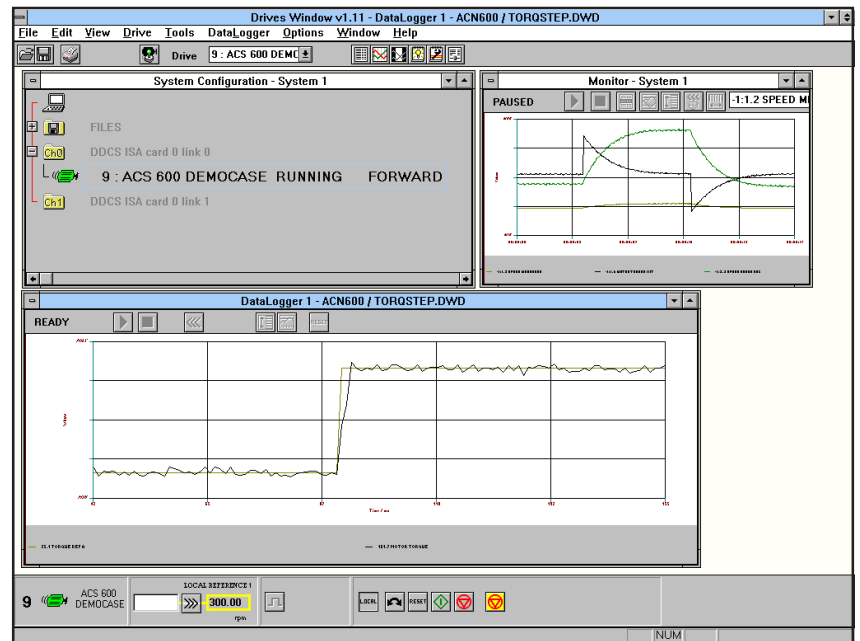 Drives Window v1.11 - DataLogger 1 - ACN600 / TORQSTEP.DWD
File Edit View Drive Tools DataLogger Options Window Help
Drive 9 : ACS 600 DEMC
System Configuration - System 1
FILES
Ch0 DDCS ISA card 0 link 0
9 : ACS 600 DEMOCASE RUNNING FORWARD
Ch1 DDCS ISA card 0 link 1
Monitor - System 1
PAUSED -1:1.2 SPEED ME
DataLogger 1 - ACN600 / TORQSTEP.DWD
READY RESET
9 ACS 600
DEMOCASE
LOCAL REFERENCE 1
300.00
rpm
LOCAL RESET
NUM